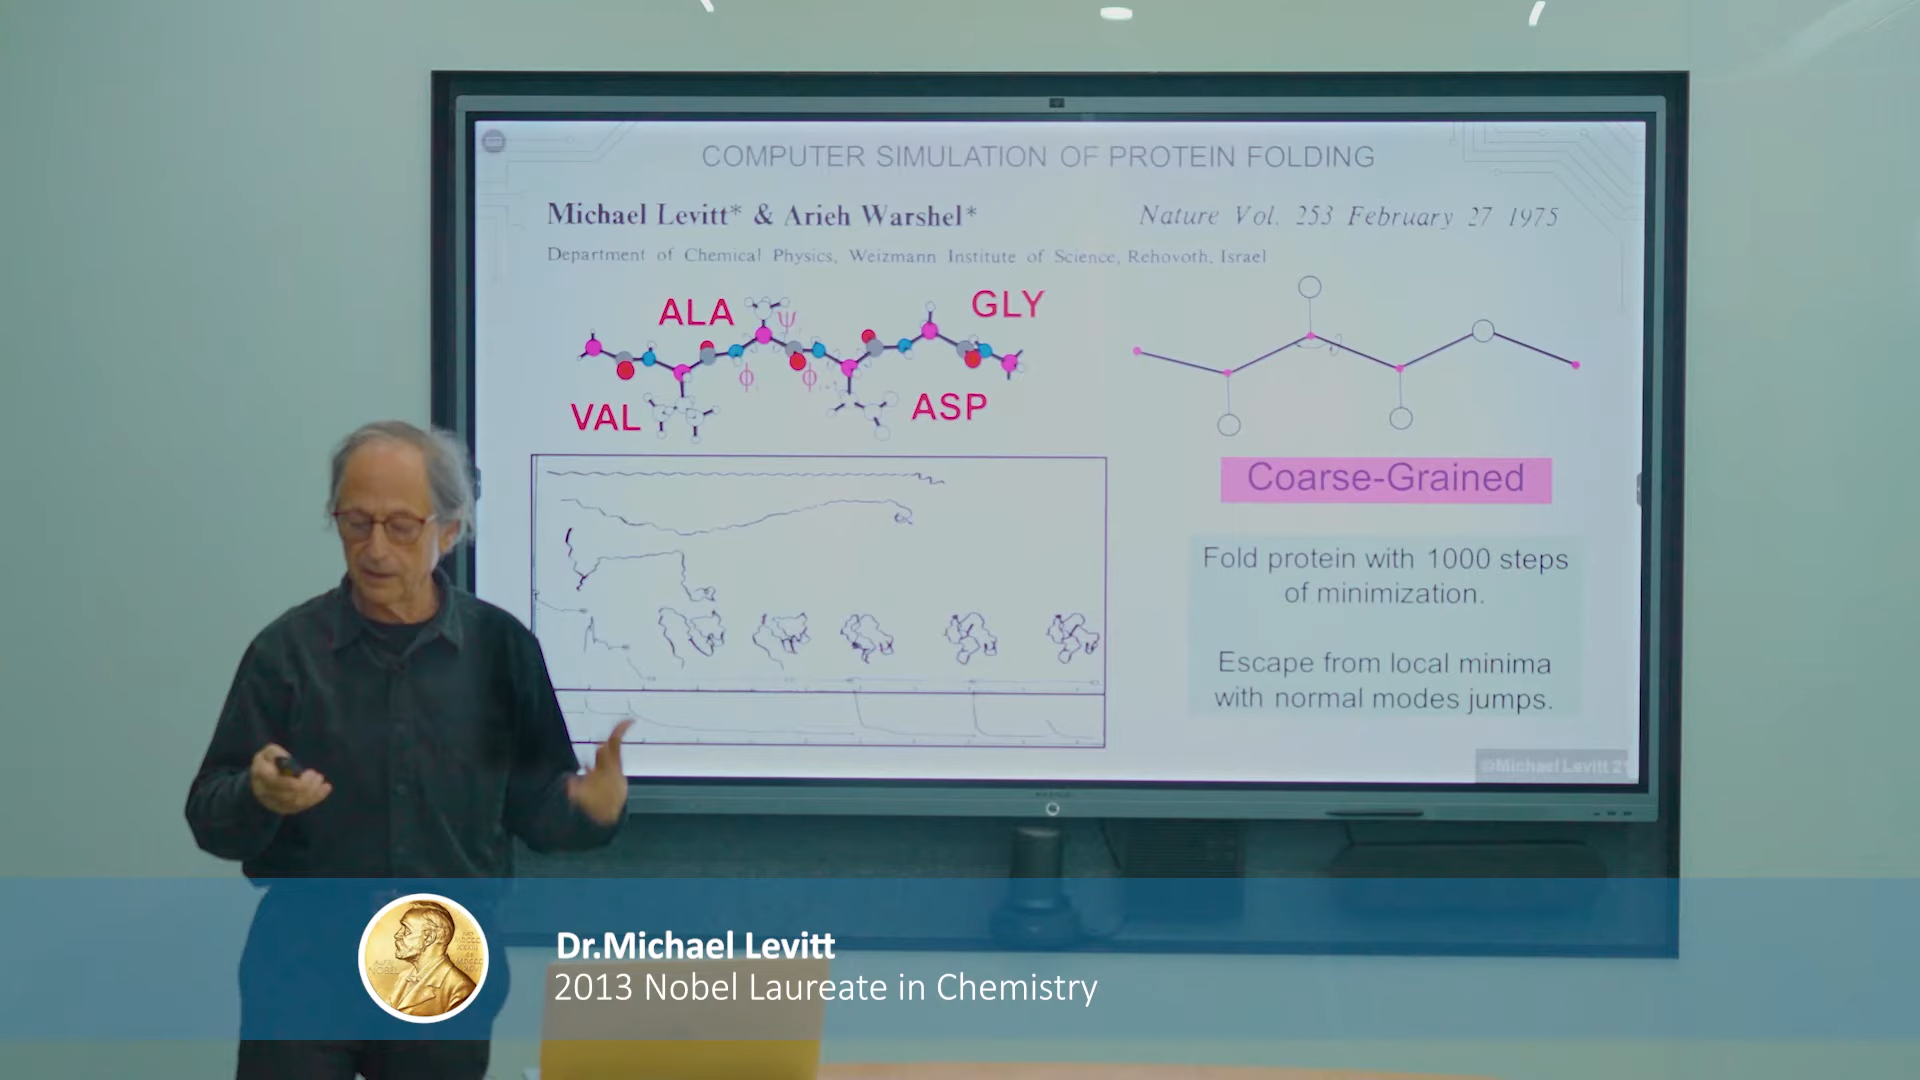 COMPUTER SIMULATION OF PROTEIN FOLDING
Michael Levitt* & Arieh Warshel*
Nature Vol. 253 February 27 1975
Department of Chemical Physics, Weizmann Institute of Science, Rehovoth, Israel
ALA
ψ
GLY
ϕ
ϕ
VAL
ASP
Coarse-Grained
Fold protein with 1000 steps
of minimization.
Escape from local minima
with normal modes jumps.
©Michael Levitt 21
Dr.Michael Levitt
2013 Nobel Laureate in Chemistry